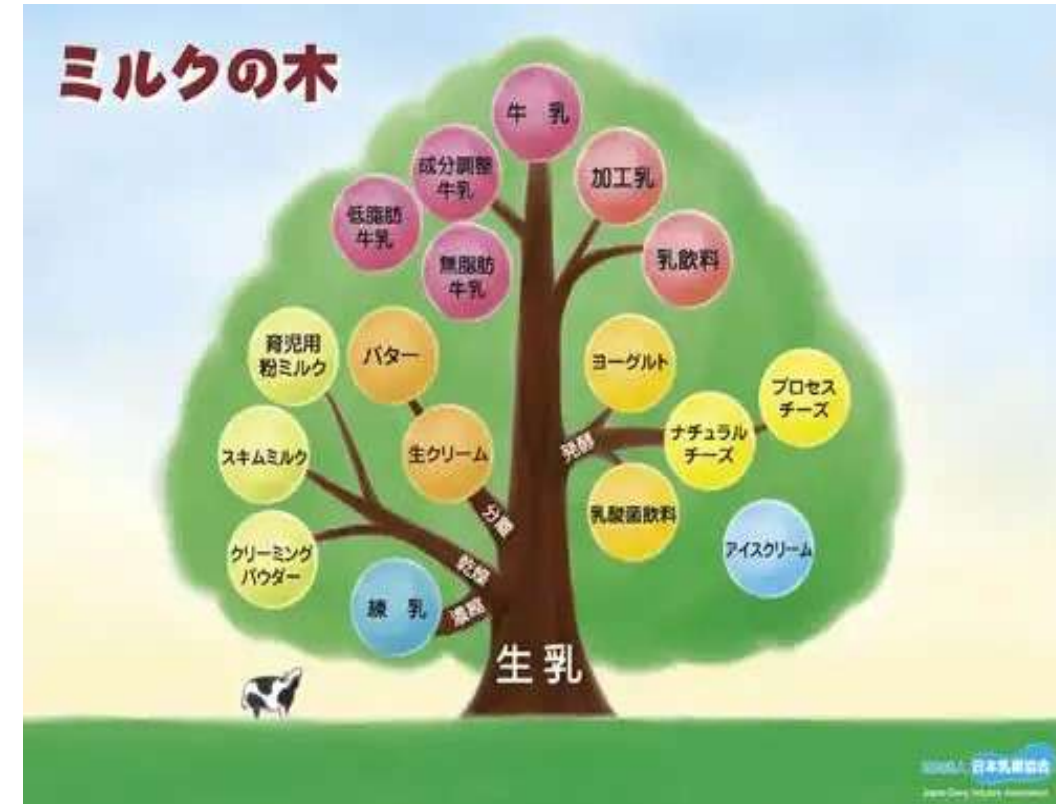 ミルクの木
牛 乳
成分調整
牛乳
加工乳
低脂肪
牛乳
無脂肪
牛乳
乳飲料
育児用
粉ミルク
バター
ヨーグルト
プロセス
チーズ
スキムミルク
生クリーム
発酵
ナチュラル
チーズ
分離
乳酸菌飲料
アイスクリーム
クリーミング
パウダー
乾燥
練 乳
濃縮
生乳
日本乳業協会
Japan Dairy Industry Association